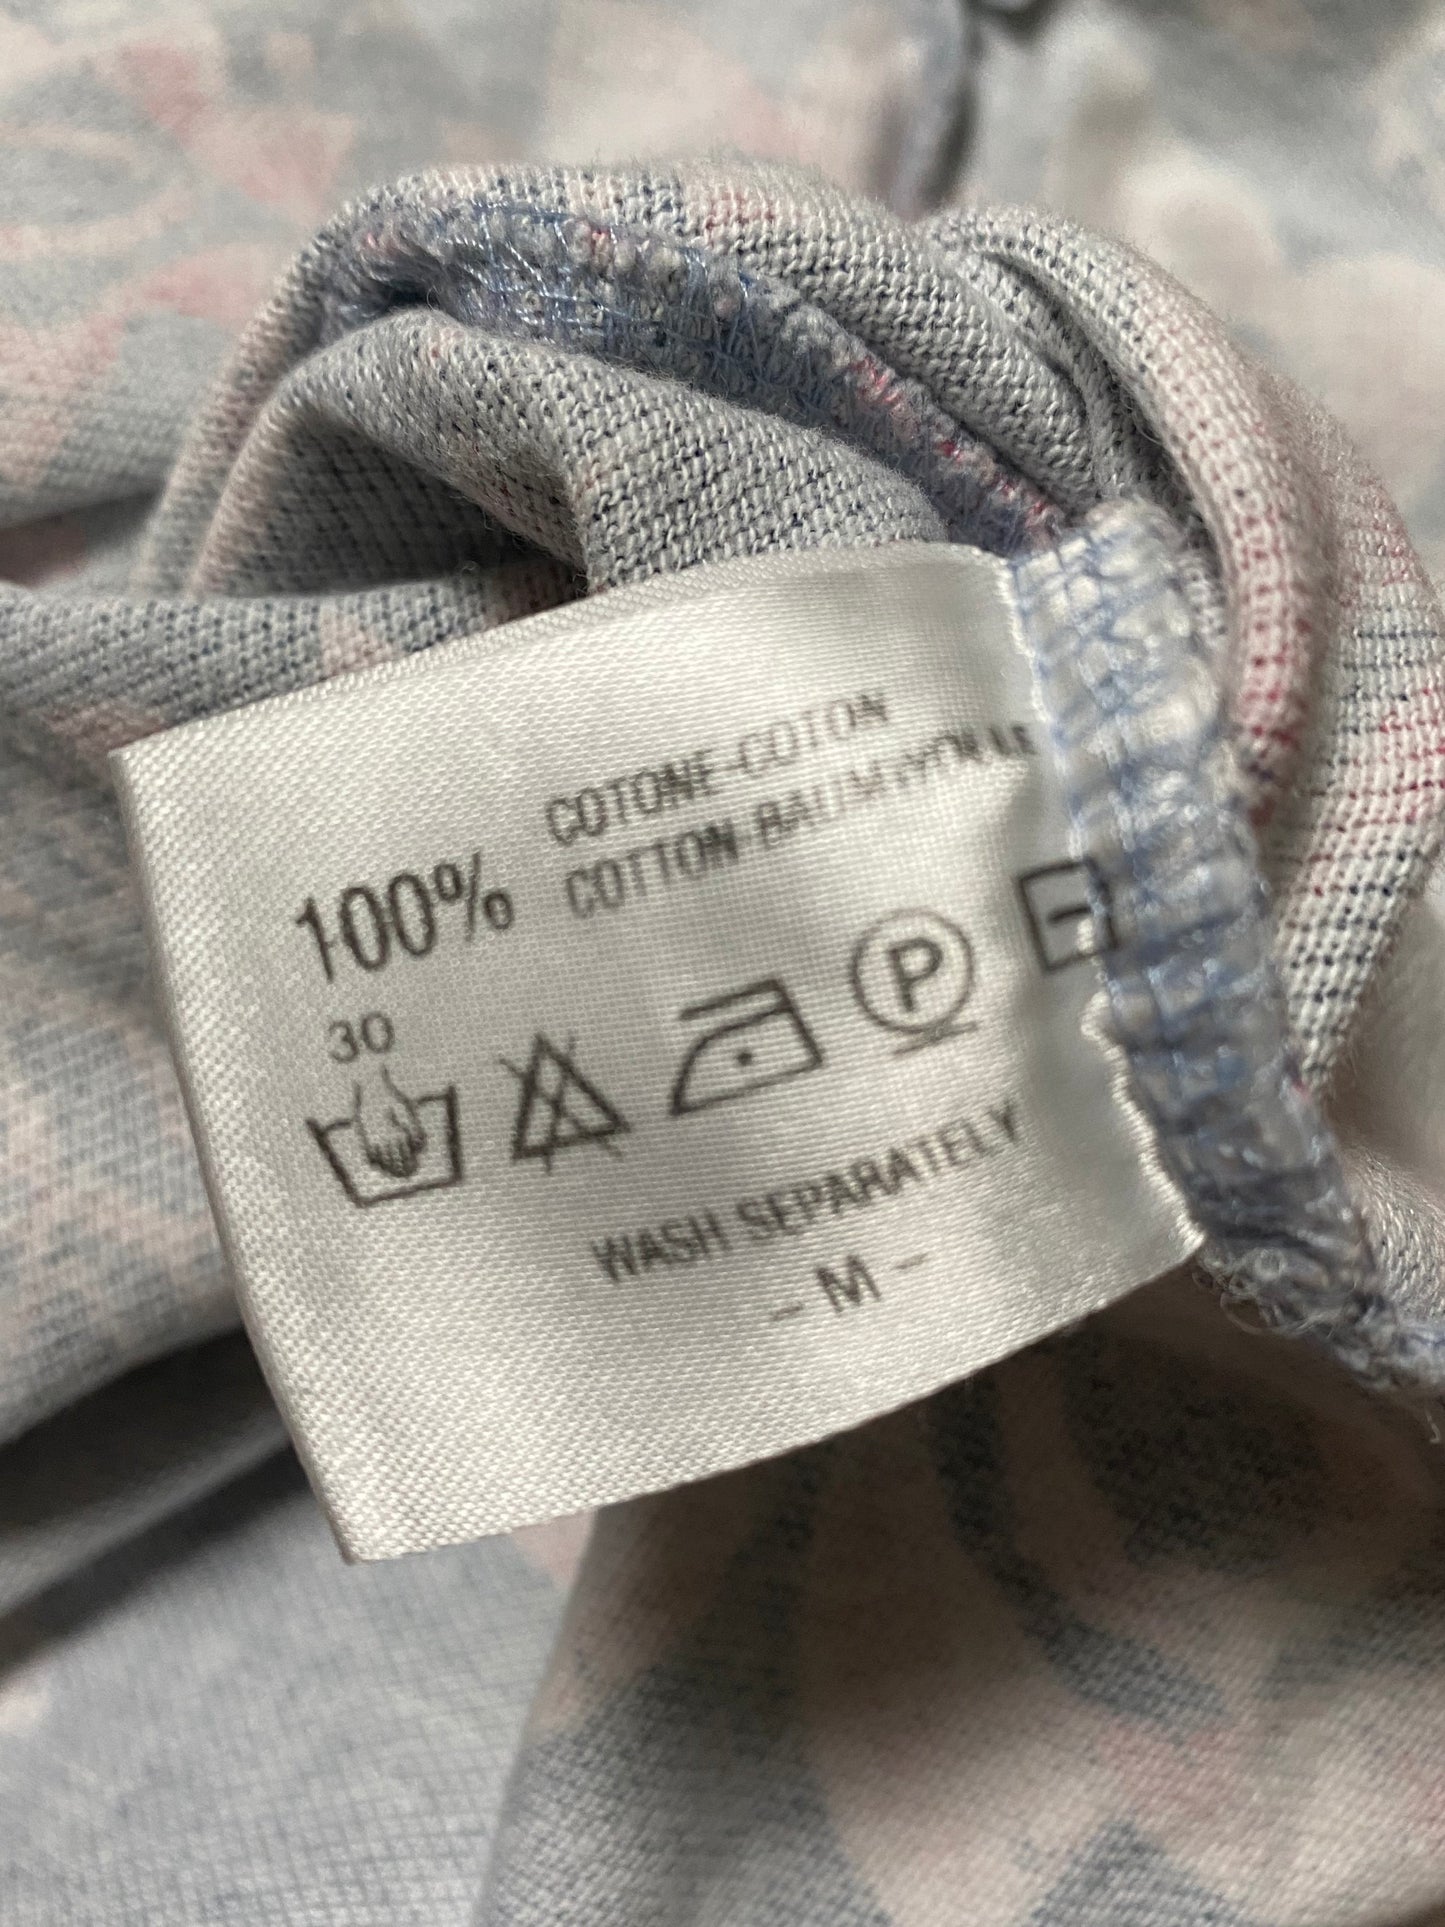 100% COTONE-COTON
COTTON-BAUMWOLLE
30
P
WASH SEPARATELY
- M -